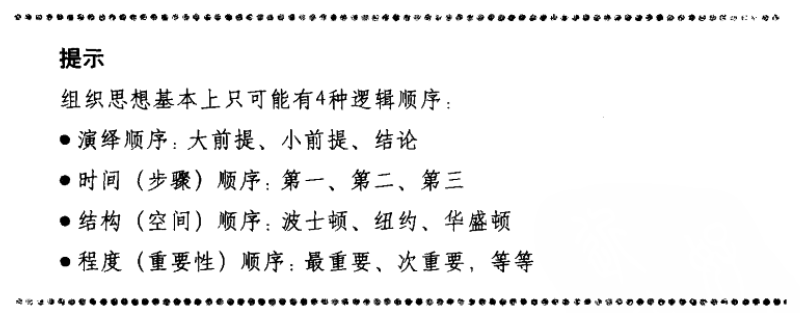 提示
组织思想基本上只可能有4种逻辑顺序：
●演绎顺序：大前提、小前提、结论
●时间（步骤）顺序：第一、第二、第三
●结构（空间）顺序：波士顿、纽约、华盛顿
●程度（重要性）顺序：最重要、次重要，等等